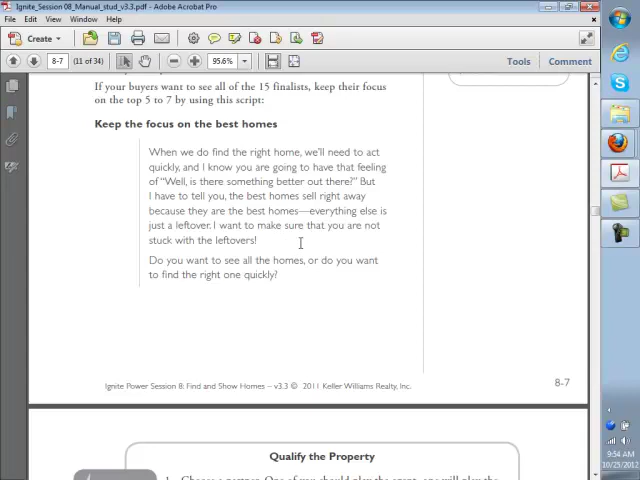 Ignite_Session 08_Manual_stud_v3.3.pdf - Adobe Acrobat Pro
File Edit View Window Help
Create
8-7 (11 of 34) 95.6% Tools Comment
If your buyers want to see all of the 15 finalists, keep their focus
on the top 5 to 7 by using this script:
Keep the focus on the best homes
When we do find the right home, we'll need to act
quickly, and I know you are going to have that feeling
of "Well, is there something better out there?" But
I have to tell you, the best homes sell right away
because they are the best homes—everything else is
just a leftover. I want to make sure that you are not
stuck with the leftovers!
Do you want to see all the homes, or do you want
to find the right one quickly?
Ignite Power Session 8: Find and Show Homes – v3.3 © 2011 Keller Williams Realty, Inc.
8-7
Qualify the Property
9:54 AM
10/25/2012